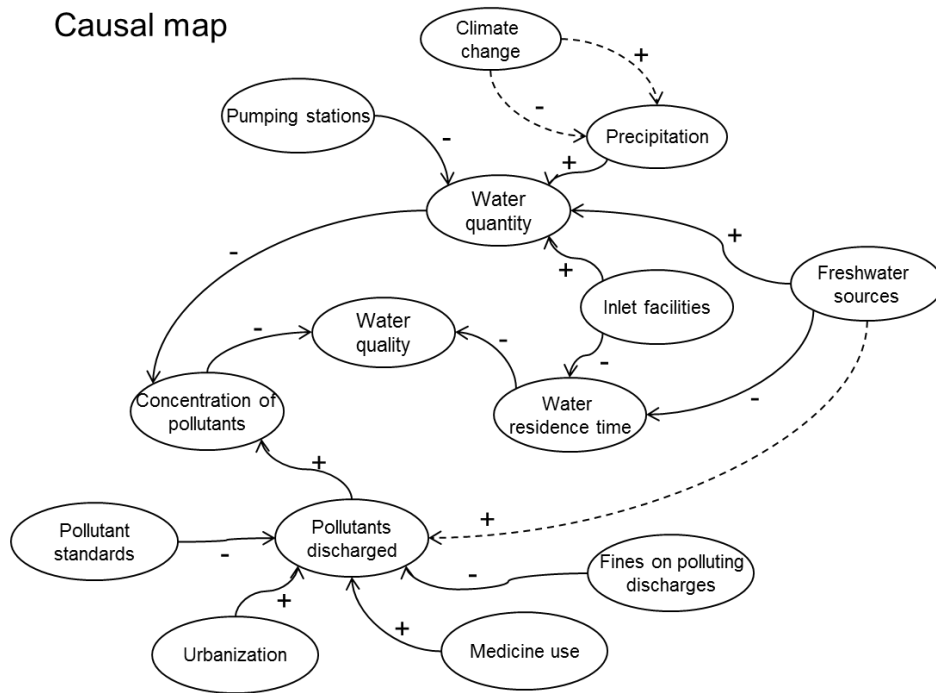 Causal map
Climate
change
+
-
Pumping stations
-
Precipitation
+
Water
quantity
-
+
+
Freshwater
sources
Inlet facilities
Water
quality
-
-
-
-
Concentration of
pollutants
Water
residence time
+
Pollutant
standards
-
Pollutants
discharged
+
-
Fines on polluting
discharges
+
+
Urbanization
Medicine use